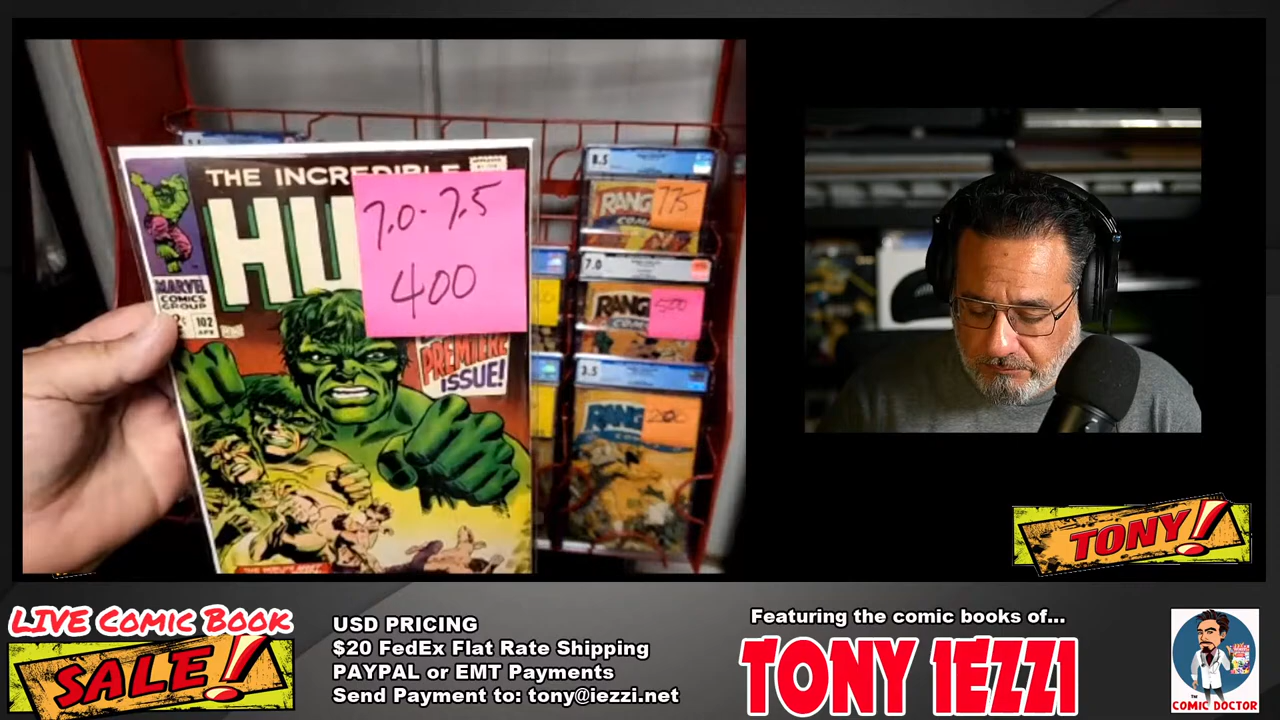 THE INCREDIBLE
HU
7.0-7.5
400
MARVEL
COMICS
GROUP
102
APR
PREMIERE
ISSUE!
8.5
RANG
775
7.0
RANG
500
3.5
RANG
200
TONY!
LIVE COMIC BOOK
SALE!
USD PRICING
$20 FedEx Flat Rate Shipping
PAYPAL or EMT Payments
Send Payment to: tony@iezzi.net
Featuring the comic books of...
TONY IEZZI
THE
COMIC DOCTOR